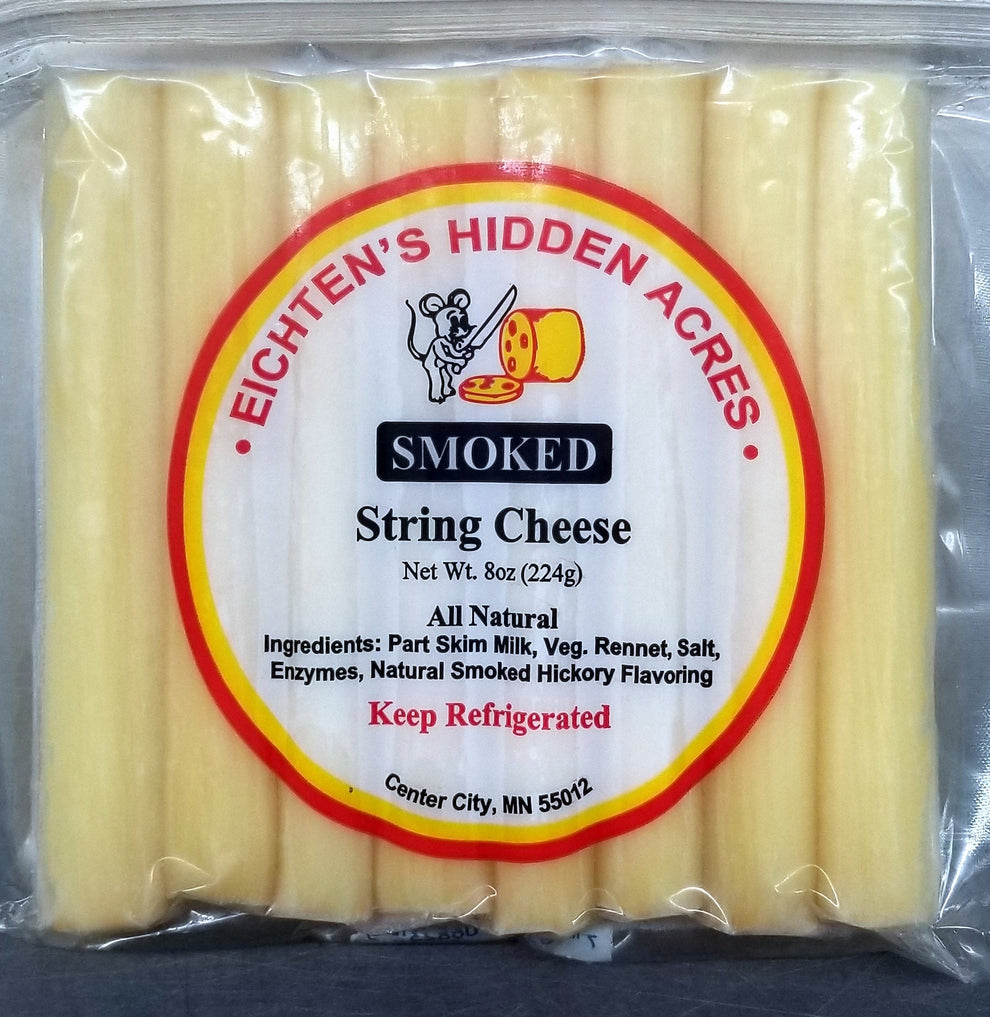 • EICHTEN'S HIDDEN ACRES •
SMOKED
String Cheese
Net Wt. 8oz (224g)
All Natural
Ingredients: Part Skim Milk, Veg. Rennet, Salt,
Enzymes, Natural Smoked Hickory Flavoring
Keep Refrigerated
Center City, MN 55012